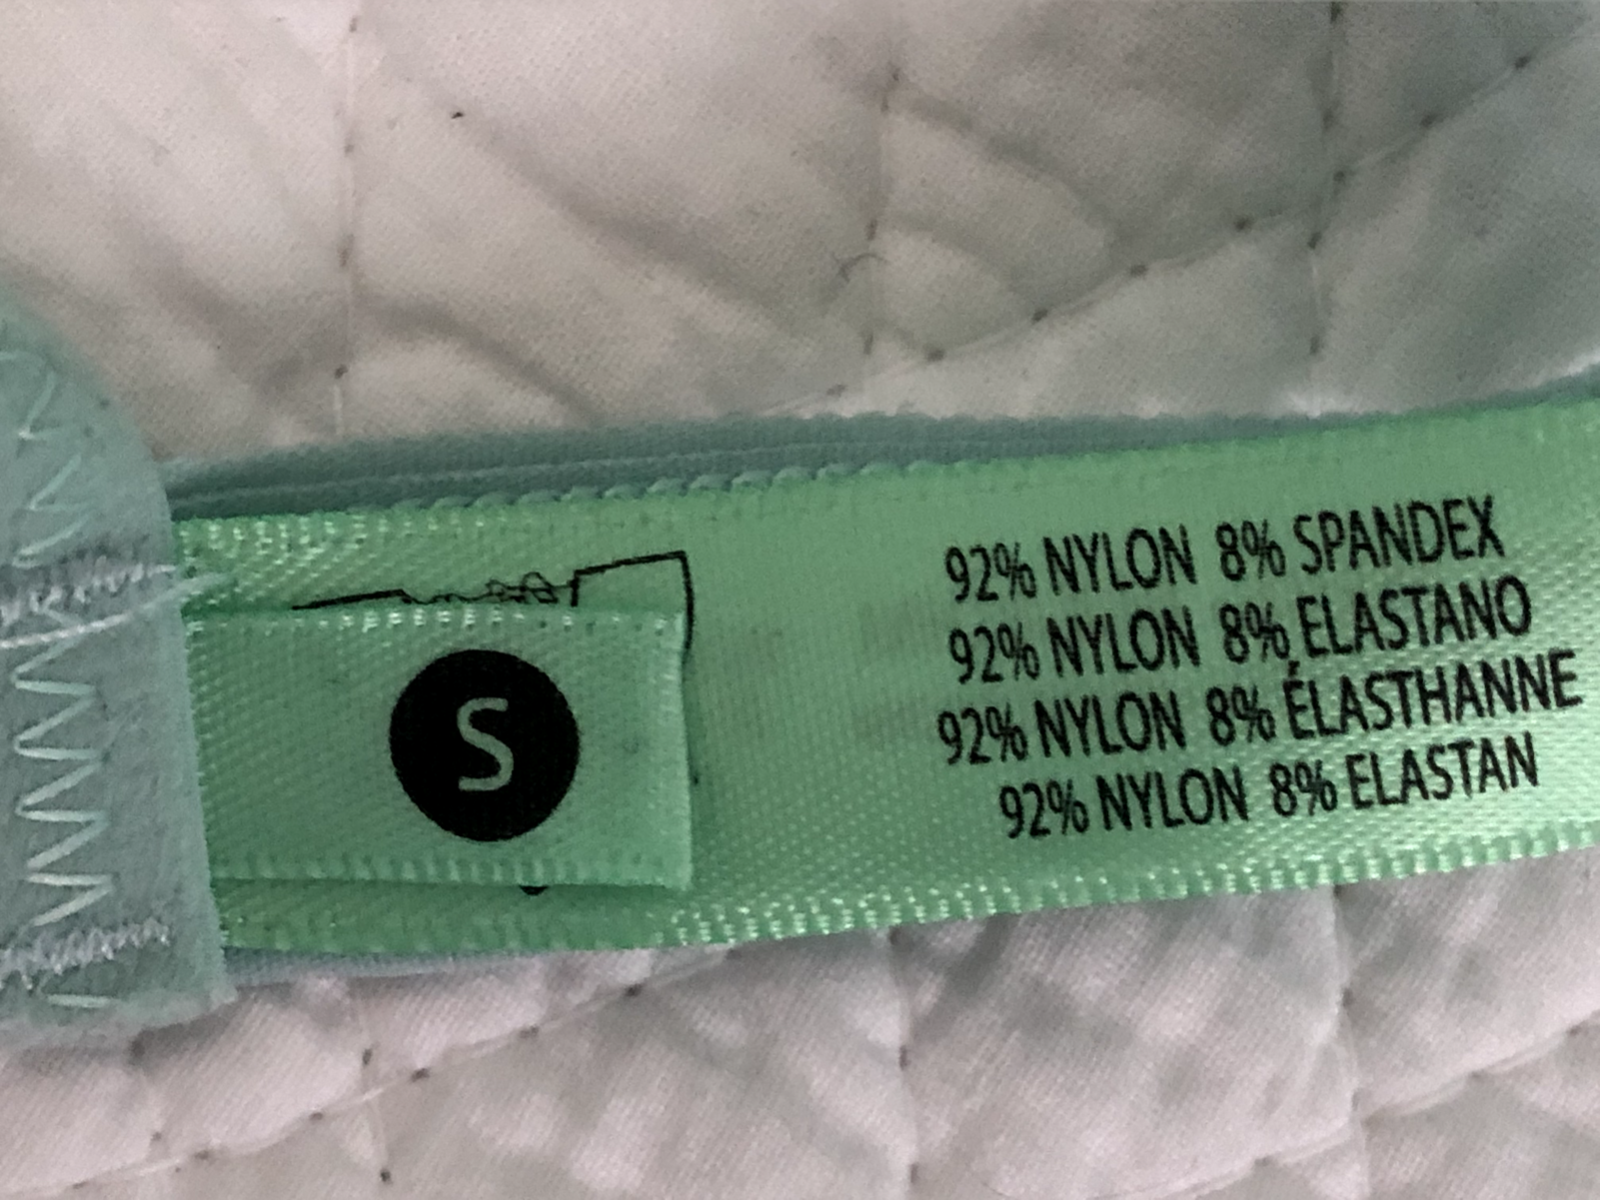 S
92% NYLON 8% SPANDEX
92% NYLON 8% ELASTANO
92% NYLON 8% ÉLASTHANNE
92% NYLON 8% ELASTAN